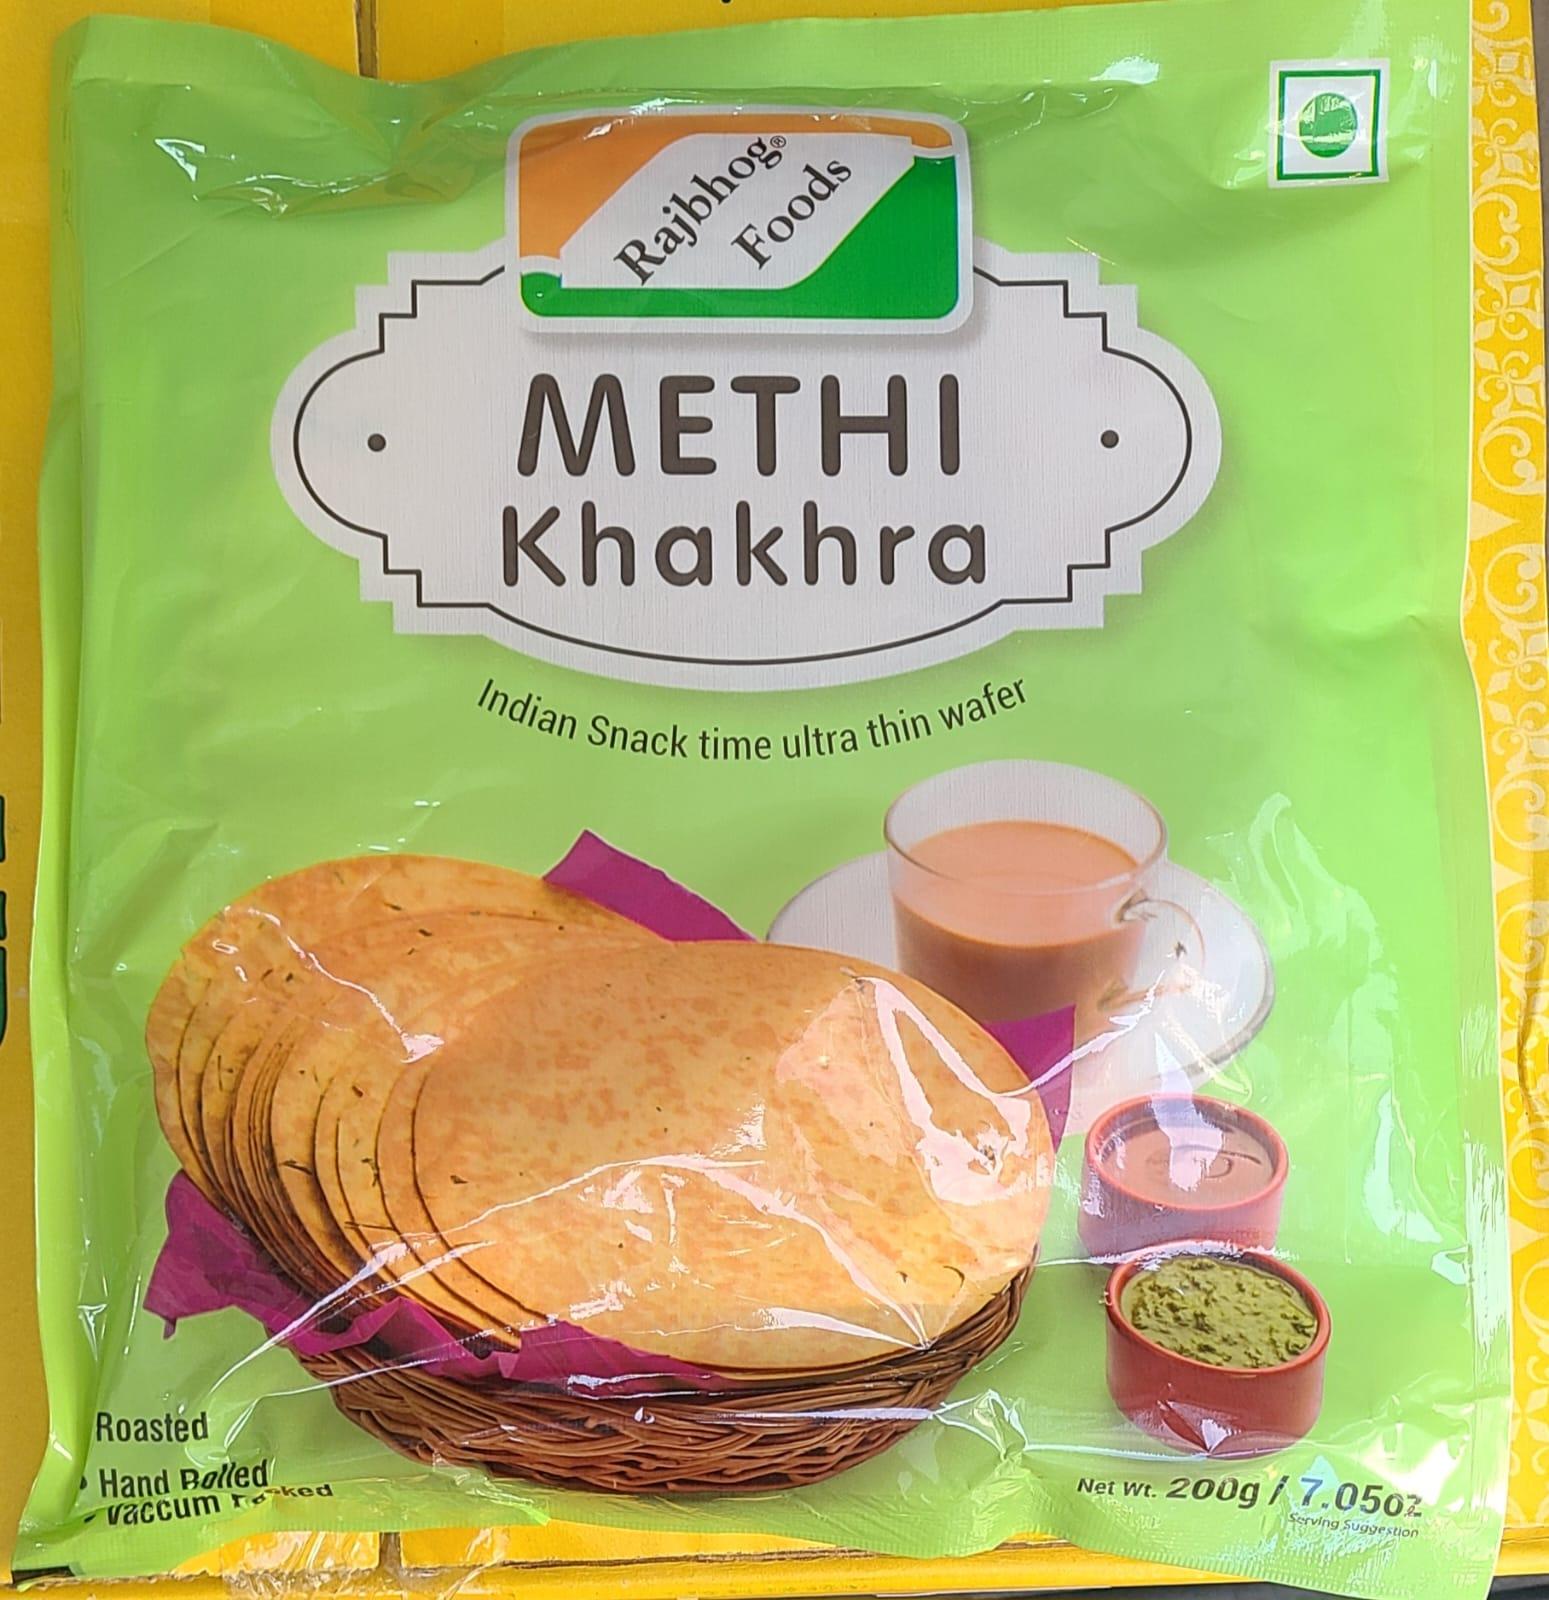 Rajbhog®
Foods
METHI
Khakhra
Indian Snack time ultra thin wafer
Roasted
• Hand Rolled
• Vaccum Packed
Net Wt. 200g / 7.05oz
Serving Suggestion